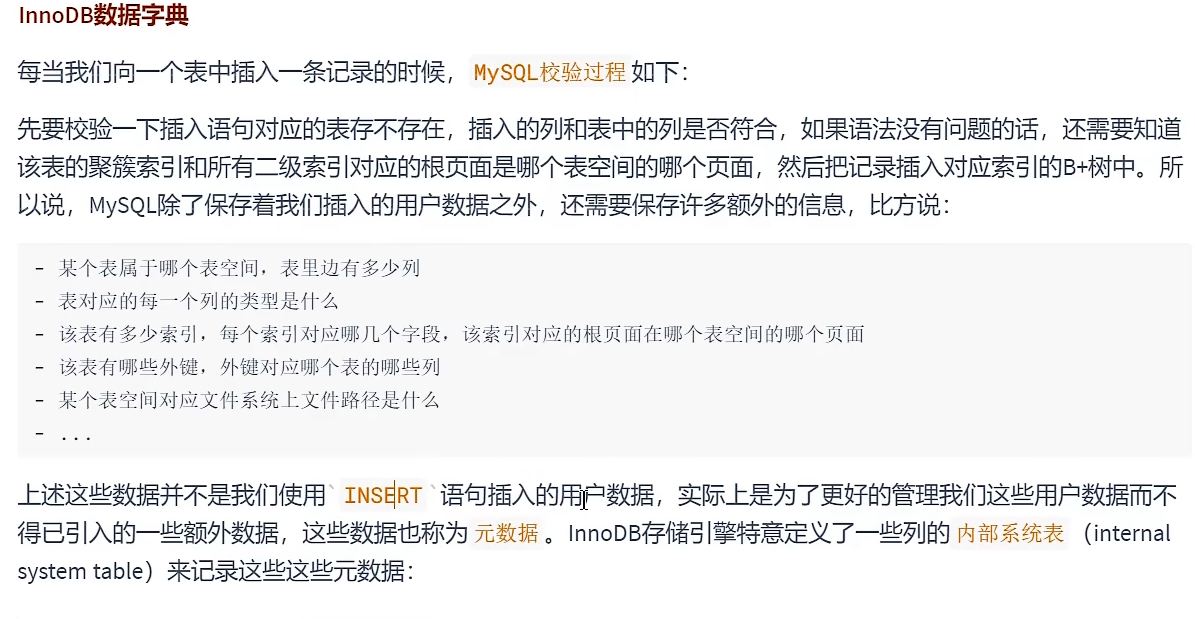 InnoDB数据字典
每当我们向一个表中插入一条记录的时候，MySQL校验过程如下：
先要校验一下插入语句对应的表存不存在，插入的列和表中的列是否符合，如果语法没有问题的话，还需要知道
该表的聚簇索引和所有二级索引对应的根页面是哪个表空间的哪个页面，然后把记录插入对应索引的B+树中。所
以说，MySQL除了保存着我们插入的用户数据之外，还需要保存许多额外的信息，比方说：
- 某个表属于哪个表空间，表里边有多少列
- 表对应的每一个列的类型是什么
- 该表有多少索引，每个索引对应哪几个字段，该索引对应的根页面在哪个表空间的哪个页面
- 该表有哪些外键，外键对应哪个表的哪些列
- 某个表空间对应文件系统上文件路径是什么
- ...
上述这些数据并不是我们使用`INSERT`语句插入的用户数据，实际上是为了更好的管理我们这些用户数据而不
得已引入的一些额外数据，这些数据也称为元数据。InnoDB存储引擎特意定义了一些列的内部系统表（internal
system table）来记录这些这些元数据：